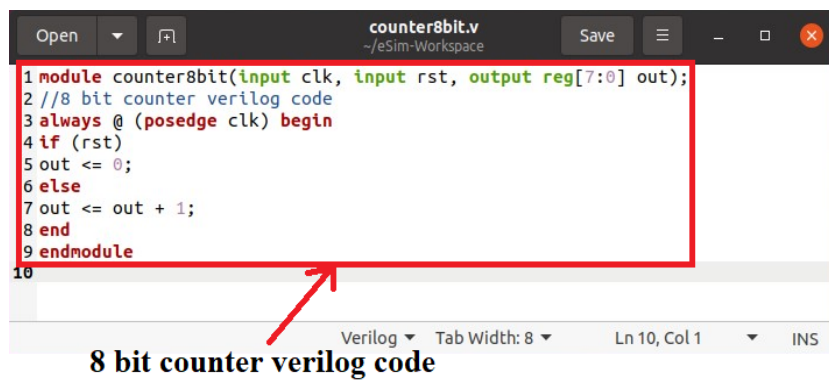 Open counter8bit.v Save
~/eSim-Workspace
1 module counter8bit(input clk, input rst, output reg[7:0] out);
2 //8 bit counter verilog code
3 always @ (posedge clk) begin
4 if (rst)
5 out <= 0;
6 else
7 out <= out + 1;
8 end
9 endmodule
10
Verilog Tab Width: 8 Ln 10, Col 1 INS
8 bit counter verilog code